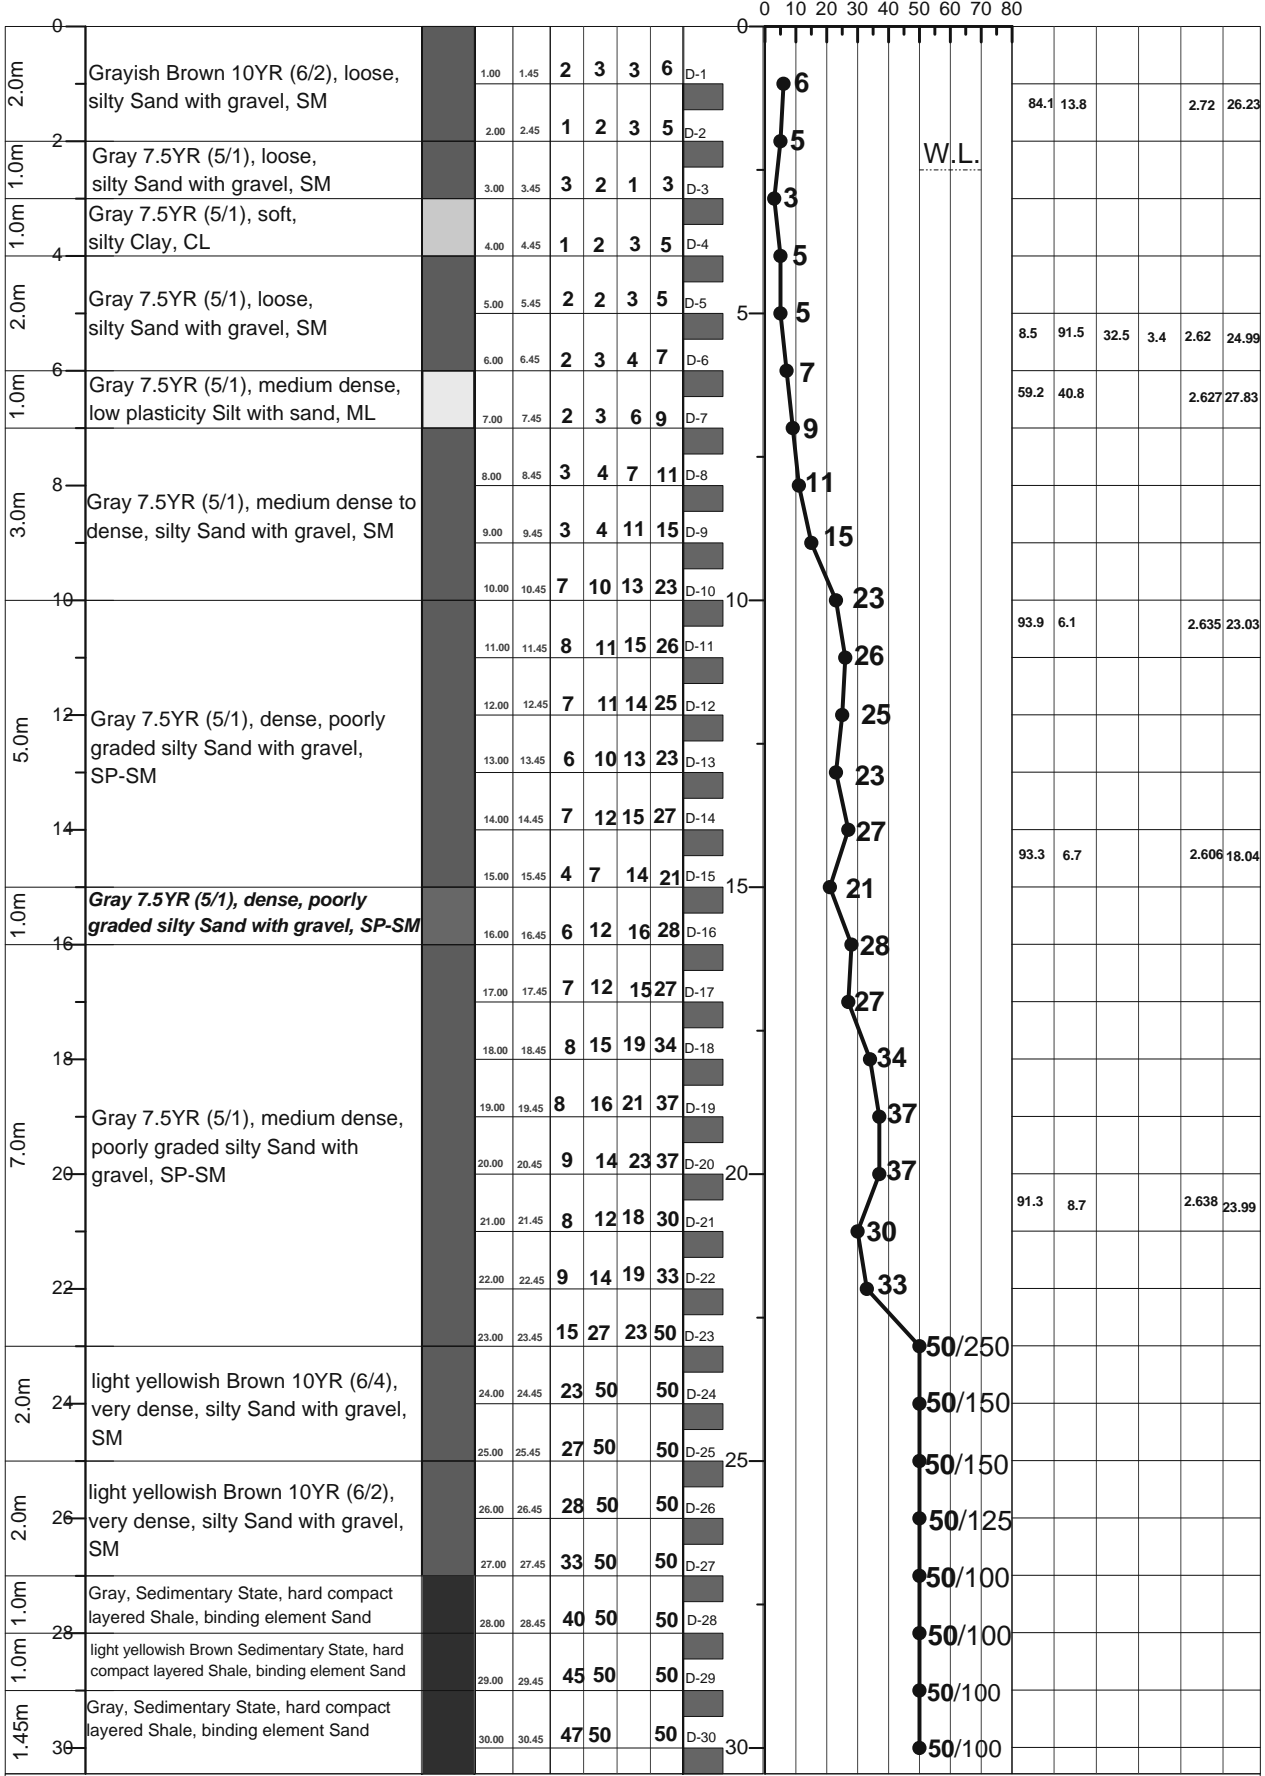 0 10 20 30 40 50 60 70 80
0 0
2.0m Grayish Brown 10YR (6/2), loose,
silty Sand with gravel, SM
1.00 1.45 2 3 3 6 D-1 6
84.1 13.8 2.72 26.23
2.00 2.45 1 2 3 5 D-2 5
2
W.L.
1.0m Gray 7.5YR (5/1), loose,
silty Sand with gravel, SM
3.00 3.45 3 2 1 3 D-3 3
1.0m Gray 7.5YR (5/1), soft,
silty Clay, CL
4.00 4.45 1 2 3 5 D-4 5
4
2.0m Gray 7.5YR (5/1), loose,
silty Sand with gravel, SM
5.00 5.45 2 2 3 5 D-5 5 5
8.5 91.5 32.5 3.4 2.62 24.99
6.00 6.45 2 3 4 7 D-6 7
6
1.0m Gray 7.5YR (5/1), medium dense,
low plasticity Silt with sand, ML
59.2 40.8 2.627 27.83
7.00 7.45 2 3 6 9 D-7 9
8.00 8.45 3 4 7 11 D-8 11
8
3.0m Gray 7.5YR (5/1), medium dense to
dense, silty Sand with gravel, SM
9.00 9.45 3 4 11 15 D-9 15
10.00 10.45 7 10 13 23 D-10 23
10 10
93.9 6.1 2.635 23.03
11.00 11.45 8 11 15 26 D-11 26
12.00 12.45 7 11 14 25 D-12 25
12
5.0m Gray 7.5YR (5/1), dense, poorly
graded silty Sand with gravel,
SP-SM
13.00 13.45 6 10 13 23 D-13 23
14.00 14.45 7 12 15 27 D-14 27
14
93.3 6.7 2.606 18.04
15.00 15.45 4 7 14 21 D-15 15 21
1.0m Gray 7.5YR (5/1), dense, poorly
graded silty Sand with gravel, SP-SM
16.00 16.45 6 12 16 28 D-16 28
16
17.00 17.45 7 12 15 27 D-17 27
18.00 18.45 8 15 19 34 D-18 34
18
7.0m Gray 7.5YR (5/1), medium dense,
poorly graded silty Sand with
gravel, SP-SM
19.00 19.45 8 16 21 37 D-19 37
20.00 20.45 9 14 23 37 D-20 37
20 20
91.3 8.7 2.638 23.99
21.00 21.45 8 12 18 30 D-21 30
22.00 22.45 9 14 19 33 D-22 33
22
23.00 23.45 15 27 23 50 D-23 50/250
2.0m light yellowish Brown 10YR (6/4),
very dense, silty Sand with gravel,
SM
24.00 24.45 23 50 50 D-24 50/150
24
25.00 25.45 27 50 50 D-25 25 50/150
2.0m light yellowish Brown 10YR (6/2),
very dense, silty Sand with gravel,
SM
26.00 26.45 28 50 50 D-26 50/125
26
27.00 27.45 33 50 50 D-27 50/100
1.0m Gray, Sedimentary State, hard compact
layered Shale, binding element Sand
28.00 28.45 40 50 50 D-28 50/100
28
1.0m light yellowish Brown Sedimentary State, hard
compact layered Shale, binding element Sand
29.00 29.45 45 50 50 D-29 50/100
1.45m Gray, Sedimentary State, hard compact
layered Shale, binding element Sand
30.00 30.45 47 50 50 D-30 50/100
30 30